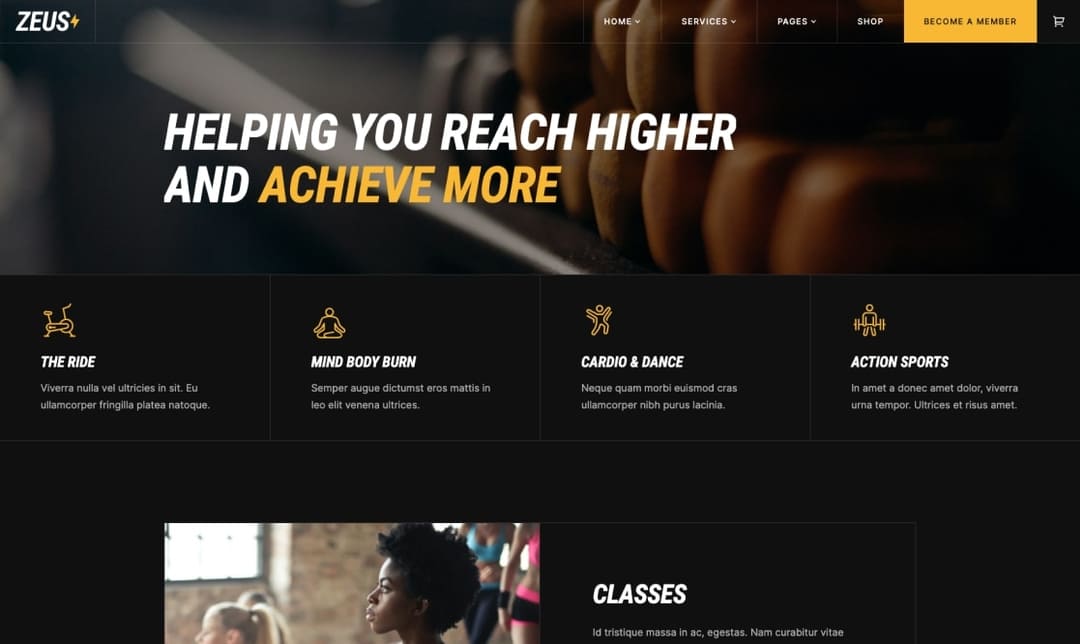 ZEUS
HOME
SERVICES
PAGES
SHOP
BECOME A MEMBER
HELPING YOU REACH HIGHER
AND ACHIEVE MORE
THE RIDE
Viverra nulla vel ultricies in sit. Eu
ullamcorper fringilla platea natoque.
MIND BODY BURN
Semper augue dictumst eros mattis in
leo elit venena ultrices.
CARDIO & DANCE
Neque quam morbi euismod cras
ullamcorper nibh purus lacinia.
ACTION SPORTS
In amet a donec amet dolor, viverra
urna tempor. Ultrices et risus amet.
CLASSES
Id tristique massa in ac, egestas. Nam curabitur vitae